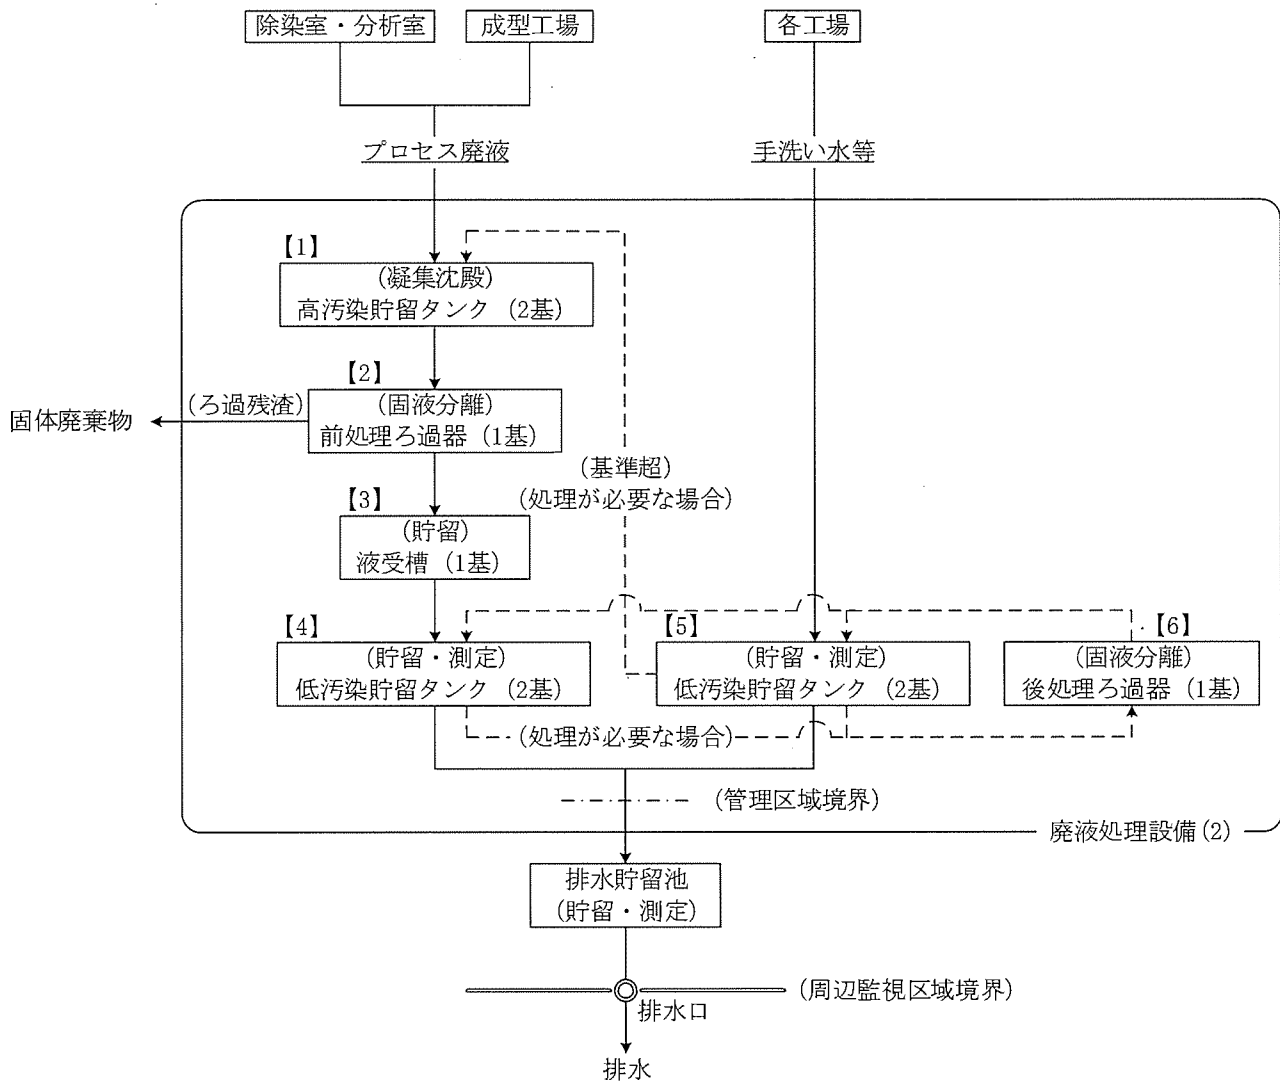 除染室・分析室
成型工場
各工場
プロセス廃液
手洗い水等
【1】
(凝集沈殿)
高汚染貯留タンク (2基)
【2】
(固液分離)
前処理ろ過器 (1基)
(ろ過残渣)
固体廃棄物
(基準超)
(処理が必要な場合)
【3】
(貯留)
液受槽 (1基)
【4】
(貯留・測定)
低汚染貯留タンク (2基)
【5】
(貯留・測定)
低汚染貯留タンク (2基)
【6】
(固液分離)
後処理ろ過器 (1基)
(処理が必要な場合)
(管理区域境界)
廃液処理設備(2)
排水貯留池
(貯留・測定)
(周辺監視区域境界)
排水口
排水